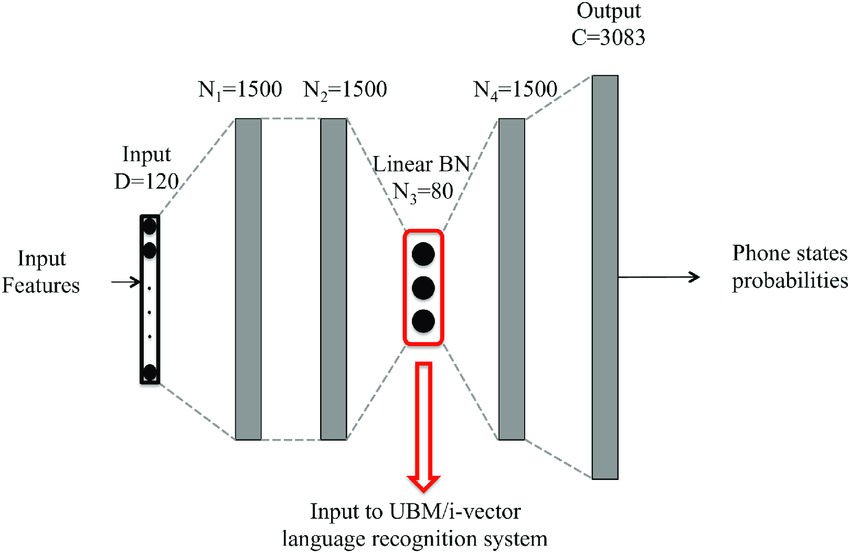 Output
C=3083
N₁=1500
N₂=1500
N₄=1500
Input
D=120
Linear BN
N₃=80
Input
Features
Phone states
probabilities
Input to UBM/i-vector
language recognition system